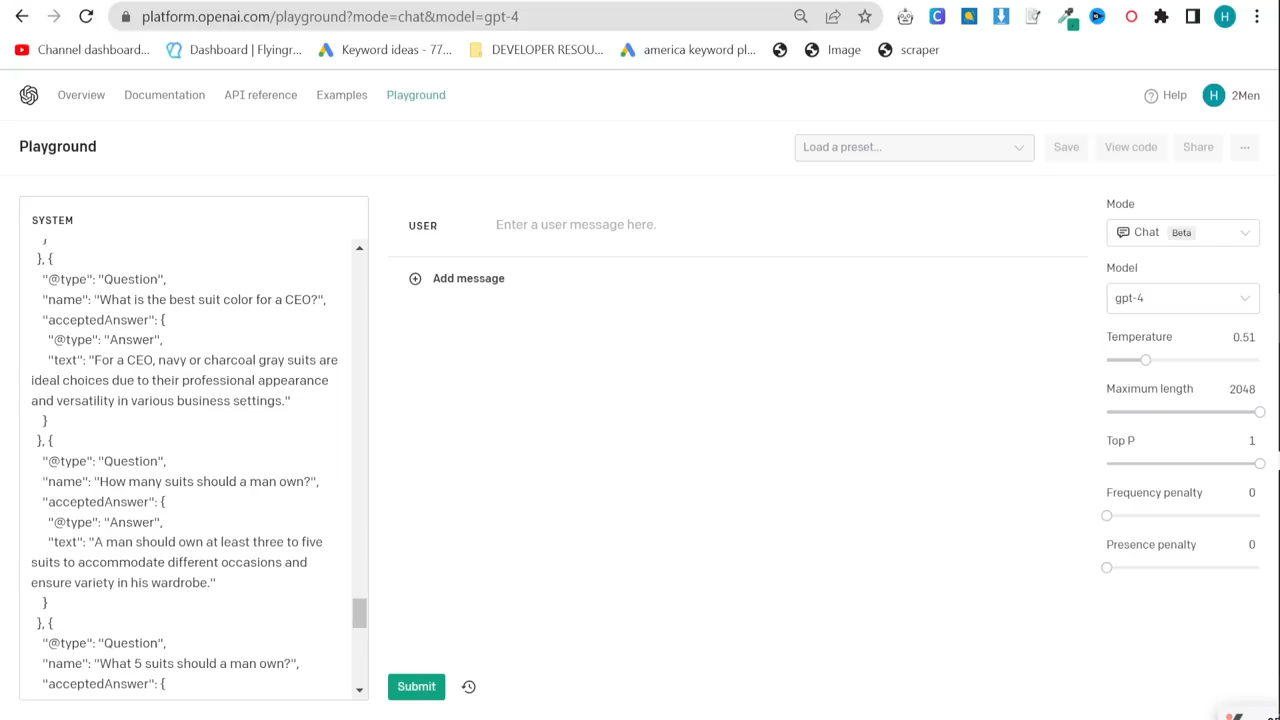 platform.openai.com/playground?mode=chat&model=gpt-4
H
Channel dashboard...
Dashboard | Flyingr...
Keyword ideas - 77...
DEVELOPER RESOU...
america keyword pl...
Image
scraper
Overview
Documentation
API reference
Examples
Playground
Help
H
2Men
Playground
Load a preset...
Save
View code
Share
...
SYSTEM
}
}, {
"@type": "Question",
"name": "What is the best suit color for a CEO?",
"acceptedAnswer": {
"@type": "Answer",
"text": "For a CEO, navy or charcoal gray suits are
ideal choices due to their professional appearance
and versatility in various business settings."
}
}, {
"@type": "Question",
"name": "How many suits should a man own?",
"acceptedAnswer": {
"@type": "Answer",
"text": "A man should own at least three to five
suits to accommodate different occasions and
ensure variety in his wardrobe."
}
}, {
"@type": "Question",
"name": "What 5 suits should a man own?",
"acceptedAnswer": {
USER
Enter a user message here.
Add message
Submit
Mode
Chat Beta
Model
gpt-4
Temperature 0.51
Maximum length 2048
Top P 1
Frequency penalty 0
Presence penalty 0